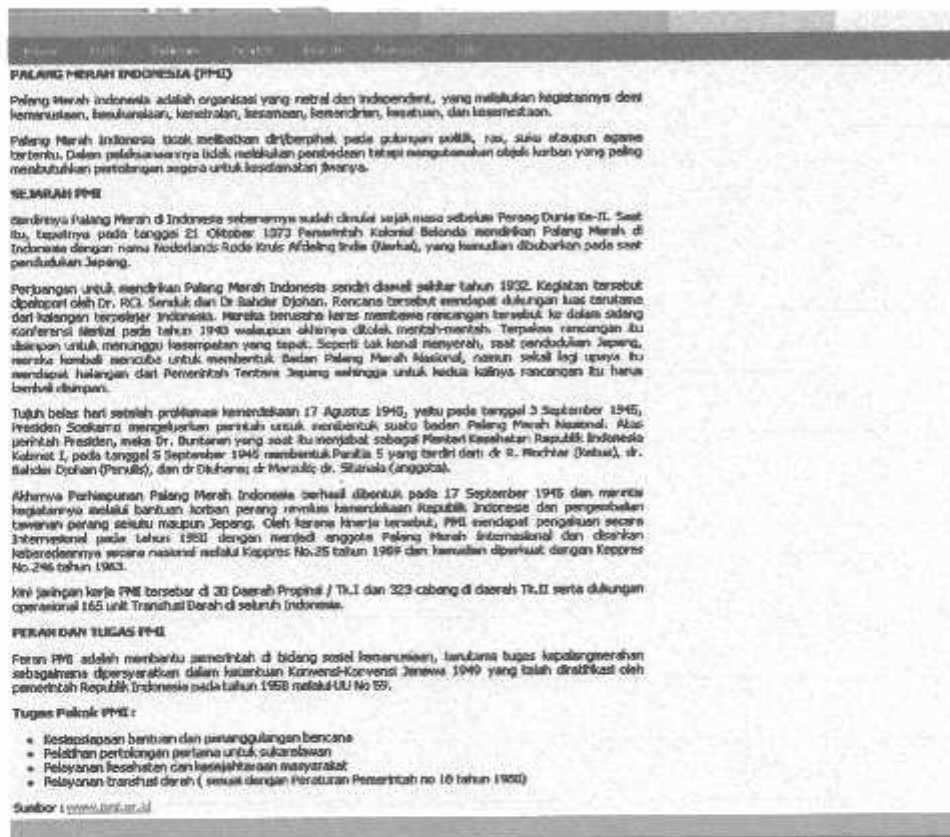 PALANG MERAH INDONESIA (PMI)
Palang Merah Indonesia adalah organisasi yang netral dan independent, yang melakukan kegiatannya demi
kemanusiaan, kesukarelaan, kenetralan, kesamaan, kemandirian, kesatuan, dan kesemestaan.
Palang Merah Indonesia tidak melibatkan diri/berpihak pada golongan politik, ras, suku ataupun agama
tertentu. Dalam pelaksanaannya tidak melakukan pembedaan tetapi mengutamakan objek korban yang paling
membutuhkan pertolongan segera untuk keselamatan jiwanya.
SEJARAH PMI
Berdirinya Palang Merah di Indonesia sebenarnya sudah dimulai sejak masa sebelum Perang Dunia Ke-II. Saat
itu, tepatnya pada tanggal 21 Oktober 1873 Pemerintah Kolonial Belanda mendirikan Palang Merah di
Indonesia dengan nama Nederlands Rode Kruis Afdeling Indie (Nerkai), yang kemudian dibubarkan pada saat
pendudukan Jepang.
Perjuangan untuk mendirikan Palang Merah Indonesia sendiri diawali sekitar tahun 1932. Kegiatan tersebut
dipelopori oleh Dr. RCL Senduk dan Dr Bahder Djohan. Rencana tersebut mendapat dukungan luas terutama
dari kalangan terpelajar Indonesia. Mereka berusaha keras membawa rancangan tersebut ke dalam sidang
Konferensi Nerkai pada tahun 1940 walaupun akhirnya ditolak mentah-mentah. Terpaksa rancangan itu
disimpan untuk menunggu kesempatan yang tepat. Seperti tak kenal menyerah, saat pendudukan Jepang,
mereka kembali mencoba untuk membentuk Badan Palang Merah Nasional, namun sekali lagi upaya itu
mendapat halangan dari Pemerintah Tentara Jepang sehingga untuk kedua kalinya rancangan itu harus
kembali disimpan.
Tujuh belas hari setelah proklamasi kemerdekaan 17 Agustus 1945, yaitu pada tanggal 3 September 1945,
Presiden Soekarno mengeluarkan perintah untuk membentuk suatu badan Palang Merah Nasional. Atas
perintah Presiden, maka Dr. Buntaran yang saat itu menjabat sebagai Menteri Kesehatan Republik Indonesia
Kabinet I, pada tanggal 5 September 1945 membentuk Panitia 5 yang terdiri dari: dr R. Mochtar (Ketua), dr.
Bahder Djohan (Penulis), dan dr Djuhana; dr Marzuki; dr. Sitanala (anggota).
Akhirnya Perhimpunan Palang Merah Indonesia berhasil dibentuk pada 17 September 1945 dan merintis
kegiatannya melalui bantuan korban perang revolusi kemerdekaan Republik Indonesia dan pengembalian
tawanan perang sekutu maupun Jepang. Oleh karena kinerja tersebut, PMI mendapat pengakuan secara
Internasional pada tahun 1950 dengan menjadi anggota Palang Merah Internasional dan disahkan
keberadaannya secara nasional melalui Keppres No.25 tahun 1959 dan kemudian diperkuat dengan Keppres
No.246 tahun 1963.
Kini jaringan kerja PMI tersebar di 30 Daerah Propinsi / Tk.I dan 323 cabang di daerah Tk.II serta dukungan
operasional 165 unit Transfusi Darah di seluruh Indonesia.
PERAN DAN TUGAS PMI
Peran PMI adalah membantu pemerintah di bidang sosial kemanusiaan, terutama tugas kepalangmerahan
sebagaimana dipersyaratkan dalam ketentuan Konvensi-Konvensi Jenewa 1949 yang telah diratifikasi oleh
pemerintah Republik Indonesia pada tahun 1958 melalui UU No 59.
Tugas Pokok PMI :
Kesiapsiagaan bantuan dan penanggulangan bencana
Pelatihan pertolongan pertama untuk sukarelawan
Pelayanan kesehatan dan kesejahteraan masyarakat
Pelayanan transfusi darah ( sesuai dengan Peraturan Pemerintah no 18 tahun 1980)
Sumber : www.pmi.or.id